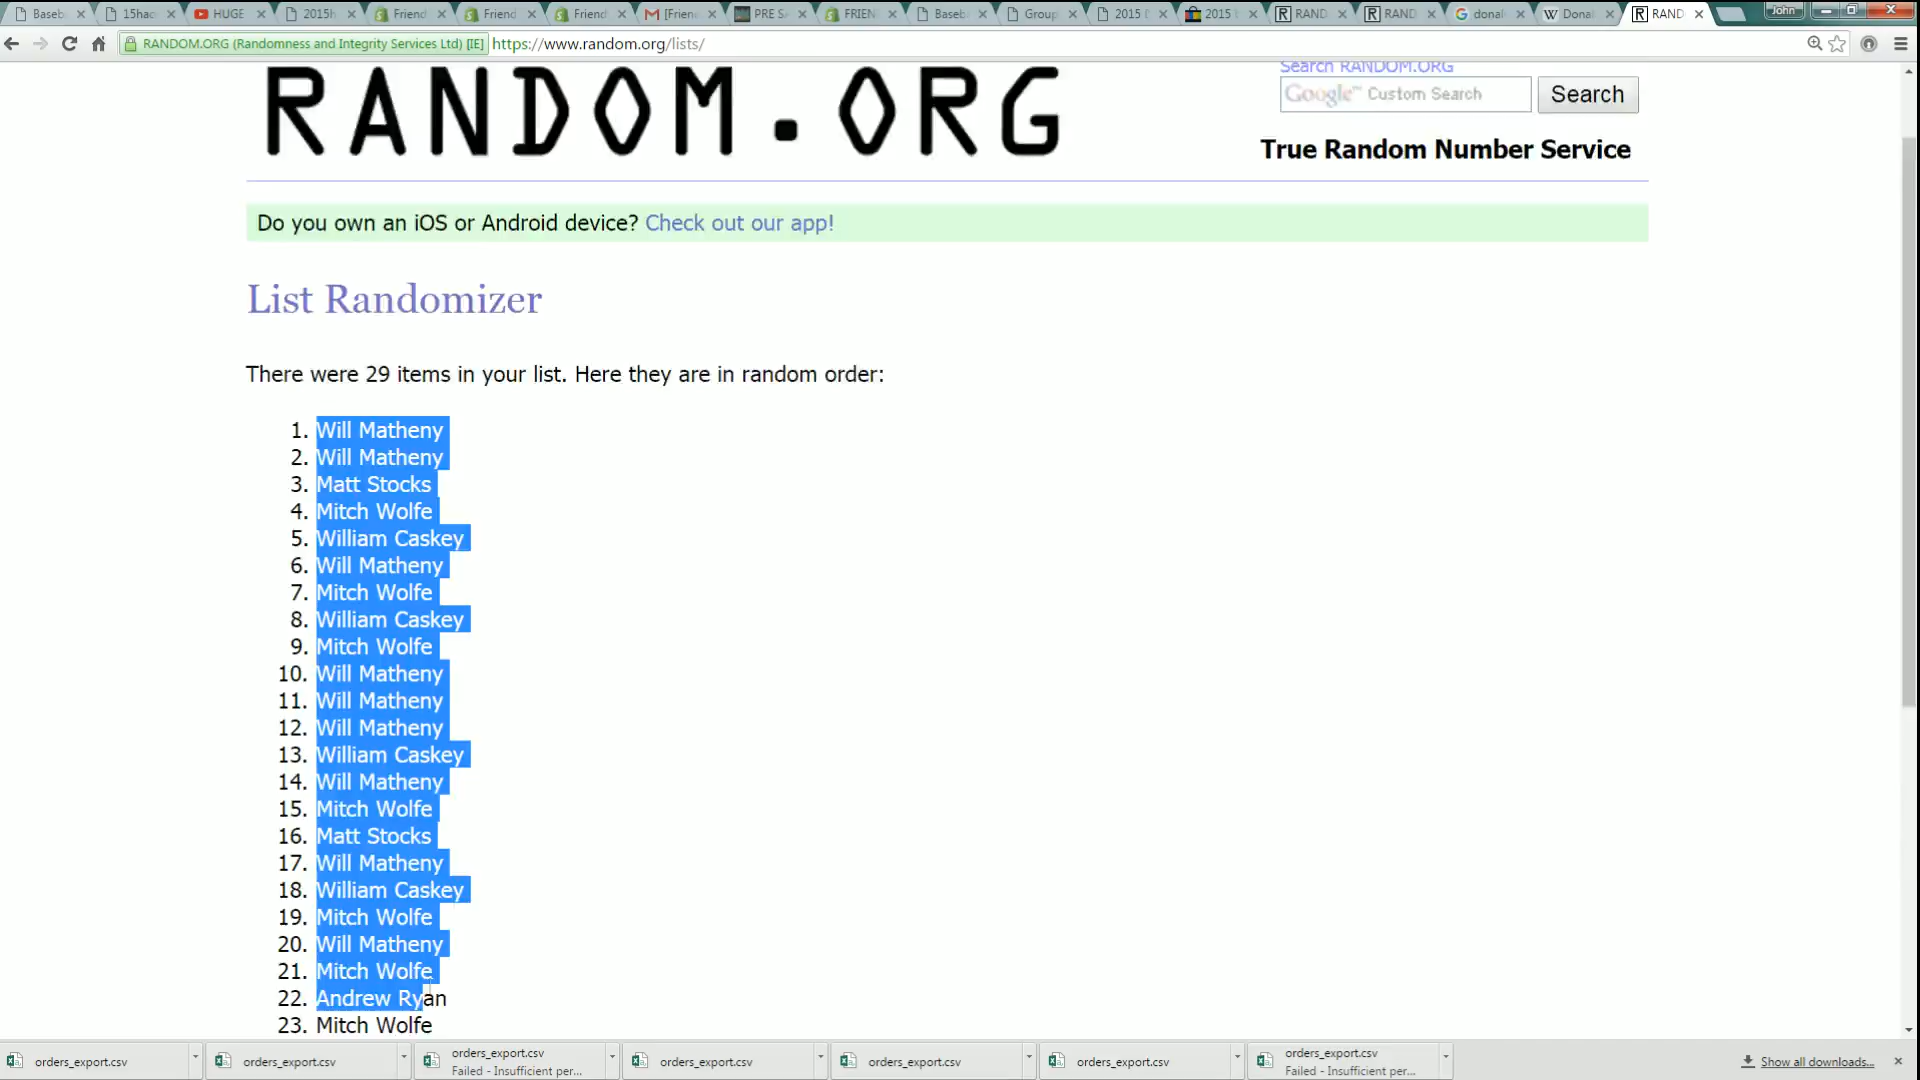 Baseb 15hac HUGE 2015h Friend Friend Friend [Frien PRE S FRIEN Baseb Group 2015 D 2015 RAND RAND donal Donal RAND John
RANDOM.ORG (Randomness and Integrity Services Ltd) [IE] https://www.random.org/lists/
RANDOM.ORG
Search RANDOM.ORG
Google™ Custom Search Search
True Random Number Service
Do you own an iOS or Android device? Check out our app!
List Randomizer
There were 29 items in your list. Here they are in random order:
1. Will Matheny
2. Will Matheny
3. Matt Stocks
4. Mitch Wolfe
5. William Caskey
6. Will Matheny
7. Mitch Wolfe
8. William Caskey
9. Mitch Wolfe
10. Will Matheny
11. Will Matheny
12. Will Matheny
13. William Caskey
14. Will Matheny
15. Mitch Wolfe
16. Matt Stocks
17. Will Matheny
18. William Caskey
19. Mitch Wolfe
20. Will Matheny
21. Mitch Wolfe
22. Andrew Ryan
23. Mitch Wolfe
orders_export.csv orders_export.csv orders_export.csv orders_export.csv orders_export.csv orders_export.csv orders_export.csv Show all downloads...
Failed - Insufficient per... Failed - Insufficient per...